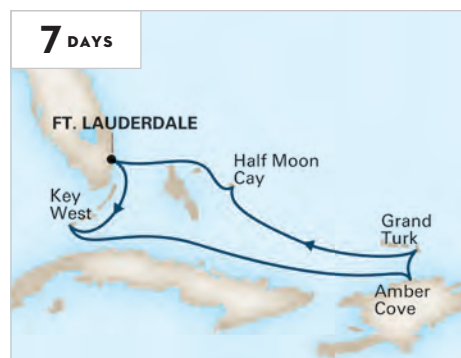 7 DAYS
FT. LAUDERDALE
Half Moon
Cay
Key
West
Grand
Turk
Amber
Cove